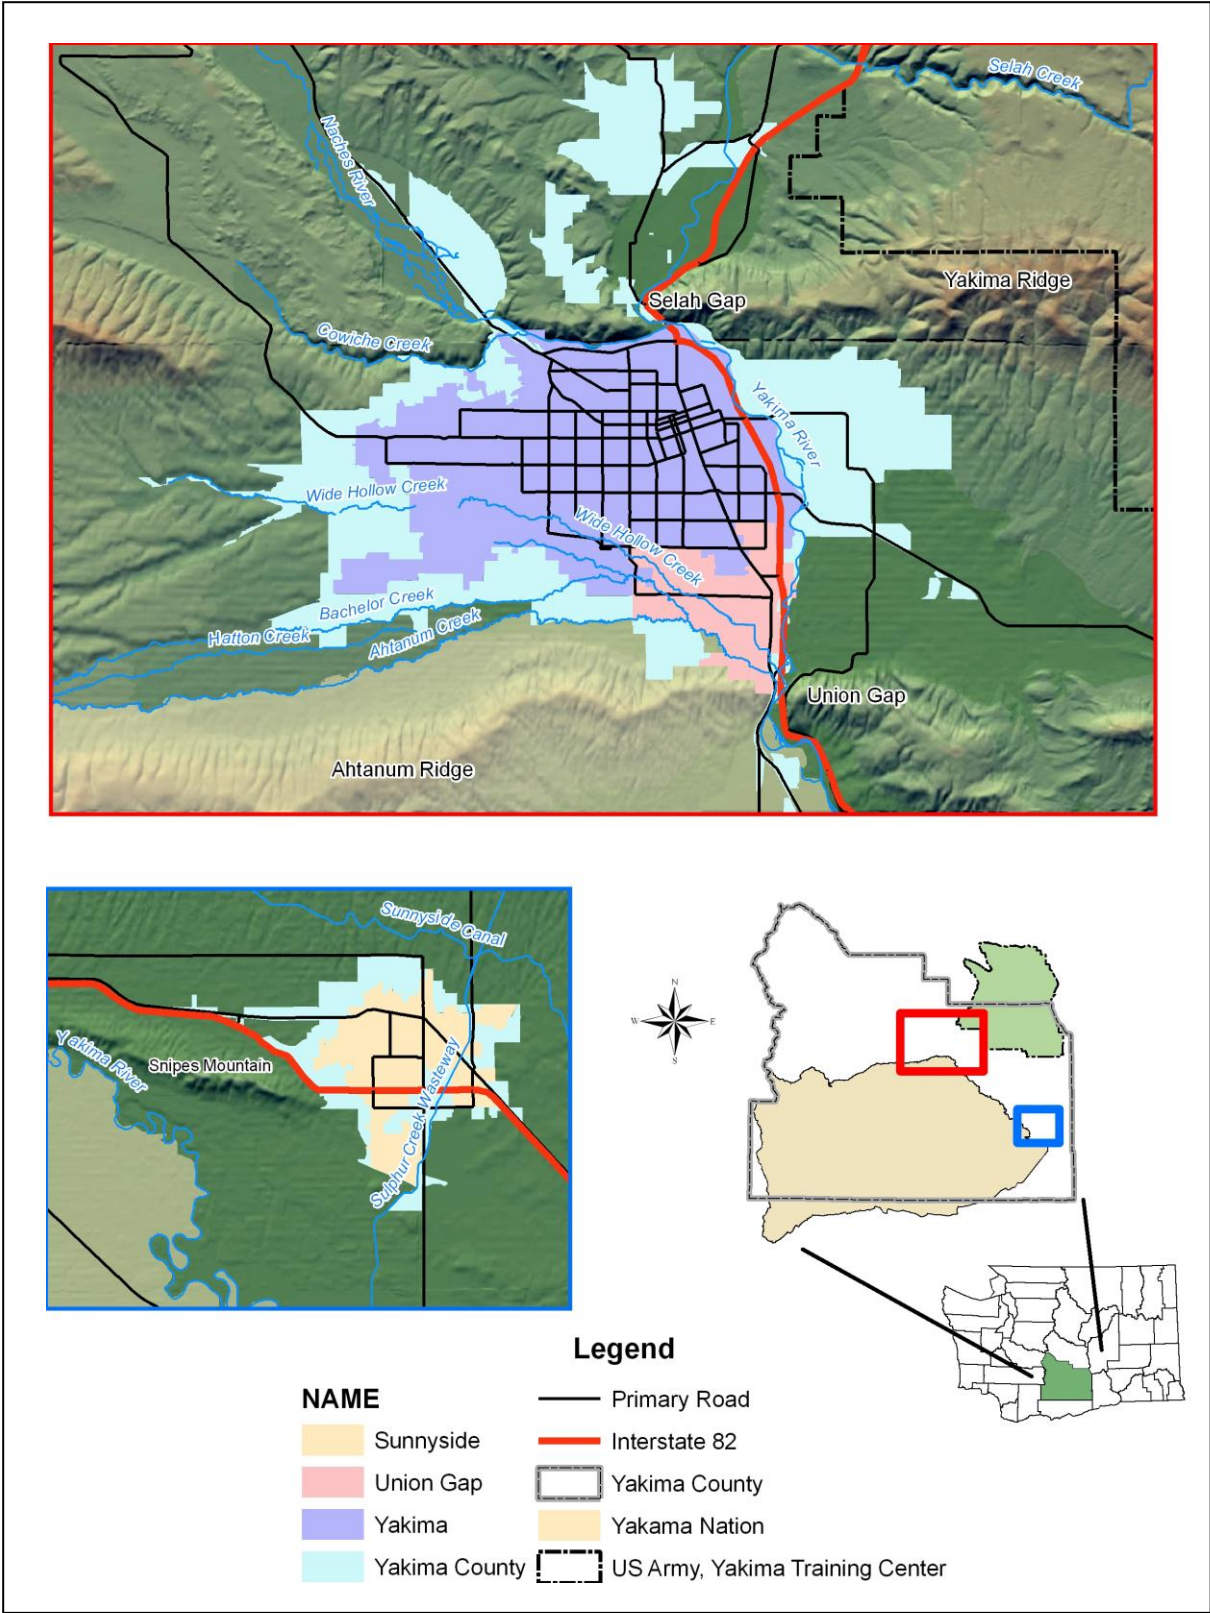 Selah Creek
Naches River
Yakima Ridge
Selah Gap
Cowiche Creek
Yakima River
Wide Hollow Creek
Wide Hollow Creek
Bachelor Creek
Hatton Creek
Ahtanum Creek
Union Gap
Ahtanum Ridge
Sunnyside Canal
Yakima River
Snipes Mountain
Sulphur Creek Wasteway
N
W
E
S
Legend
NAME
Sunnyside
Union Gap
Yakima
Yakima County
Primary Road
Interstate 82
Yakima County
Yakama Nation
US Army, Yakima Training Center